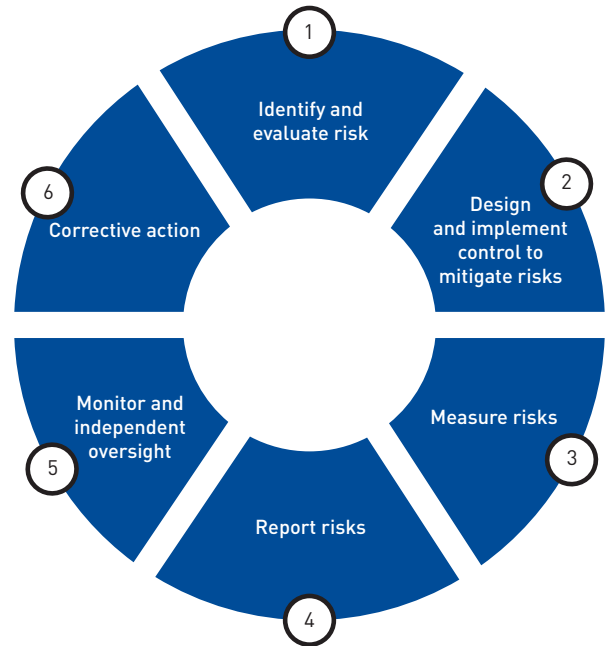 1
Identify and
evaluate risk
2
Design
and implement
control to
mitigate risks
3
Measure risks
4
Report risks
5
Monitor and
independent
oversight
6
Corrective action